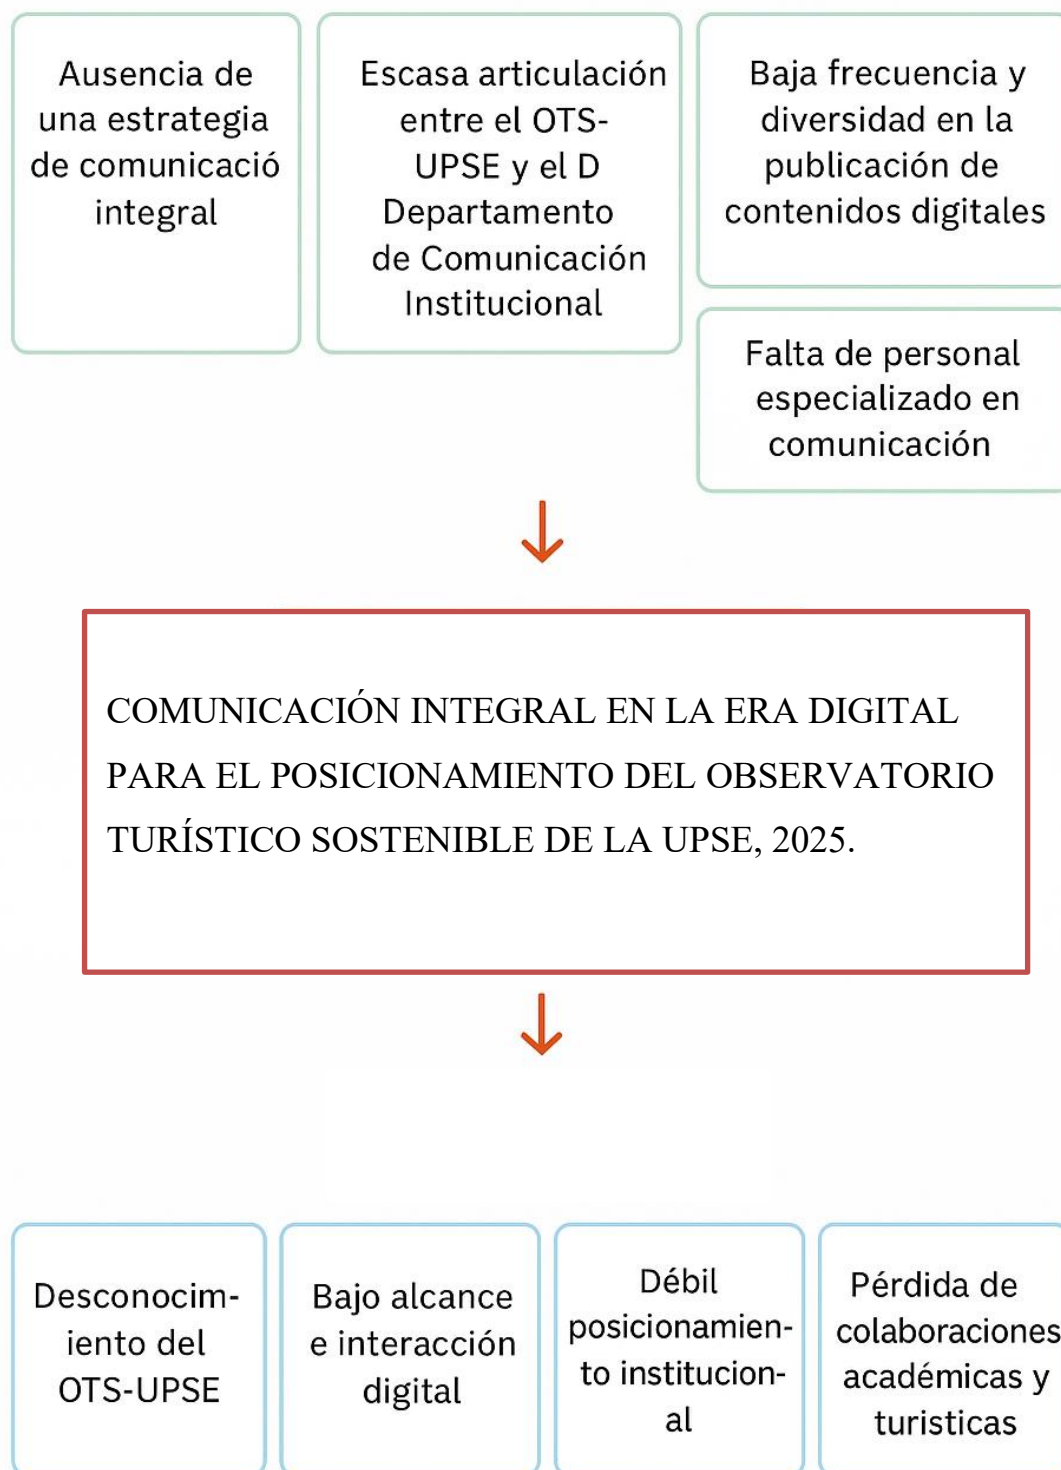 Ausencia de
una estrategia
de comunicació
integral
Escasa articulación
entre el OTS-
UPSE y el D
Departamento
de Comunicación
Institucional
Baja frecuencia y
diversidad en la
publicación de
contenidos digitales
Falta de personal
especializado en
comunicación
COMUNICACIÓN INTEGRAL EN LA ERA DIGITAL
PARA EL POSICIONAMIENTO DEL OBSERVATORIO
TURÍSTICO SOSTENIBLE DE LA UPSE, 2025.
Desconocim-
iento del
OTS-UPSE
Bajo alcance
e interacción
digital
Débil
posicionamien-
to institucion-
al
Pérdida de
colaboraciones
académicas y
turisticas